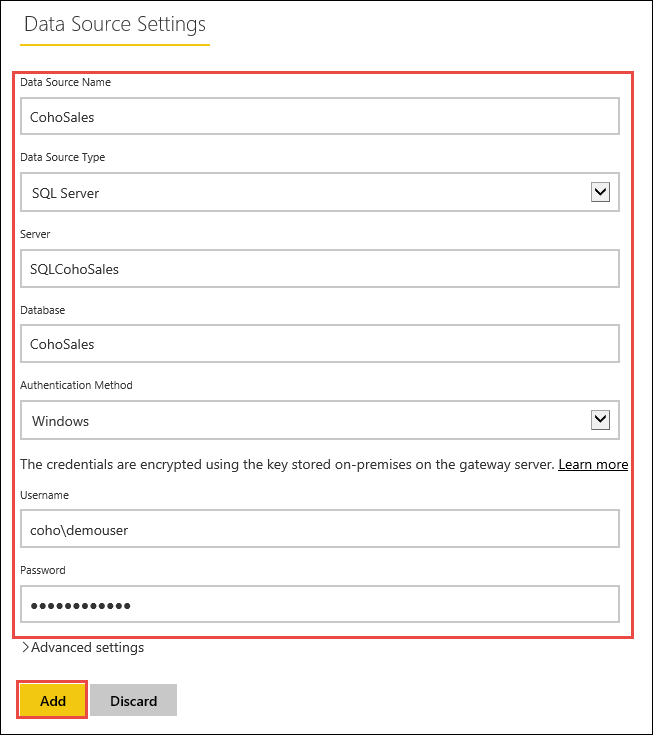 Data Source Settings
Data Source Name
CohoSales
Data Source Type
SQL Server
Server
SQLCohoSales
Database
CohoSales
Authentication Method
Windows
The credentials are encrypted using the key stored on-premises on the gateway server. Learn more
Username
coho\demouser
Password
●●●●●●●●●●●●
Advanced settings
Add Discard